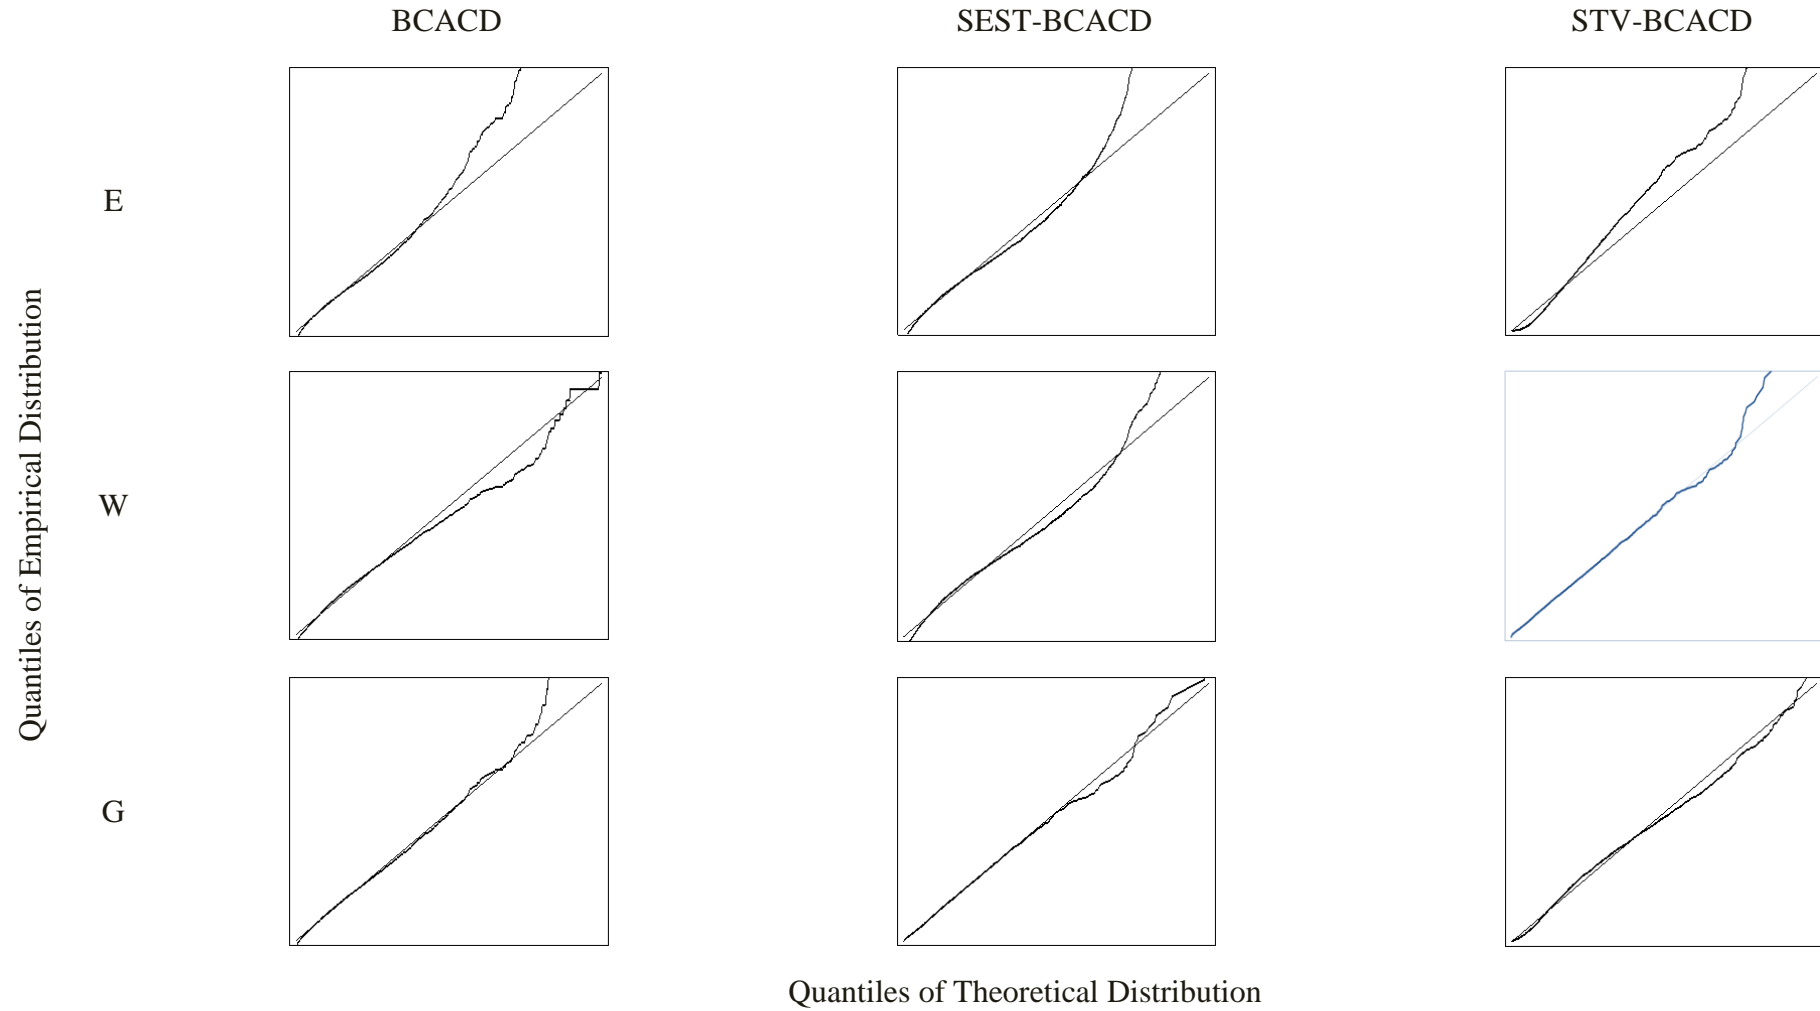 BCACD
SEST-BCACD
STV-BCACD
E
W
G
Quantiles of Empirical Distribution
Quantiles of Theoretical Distribution